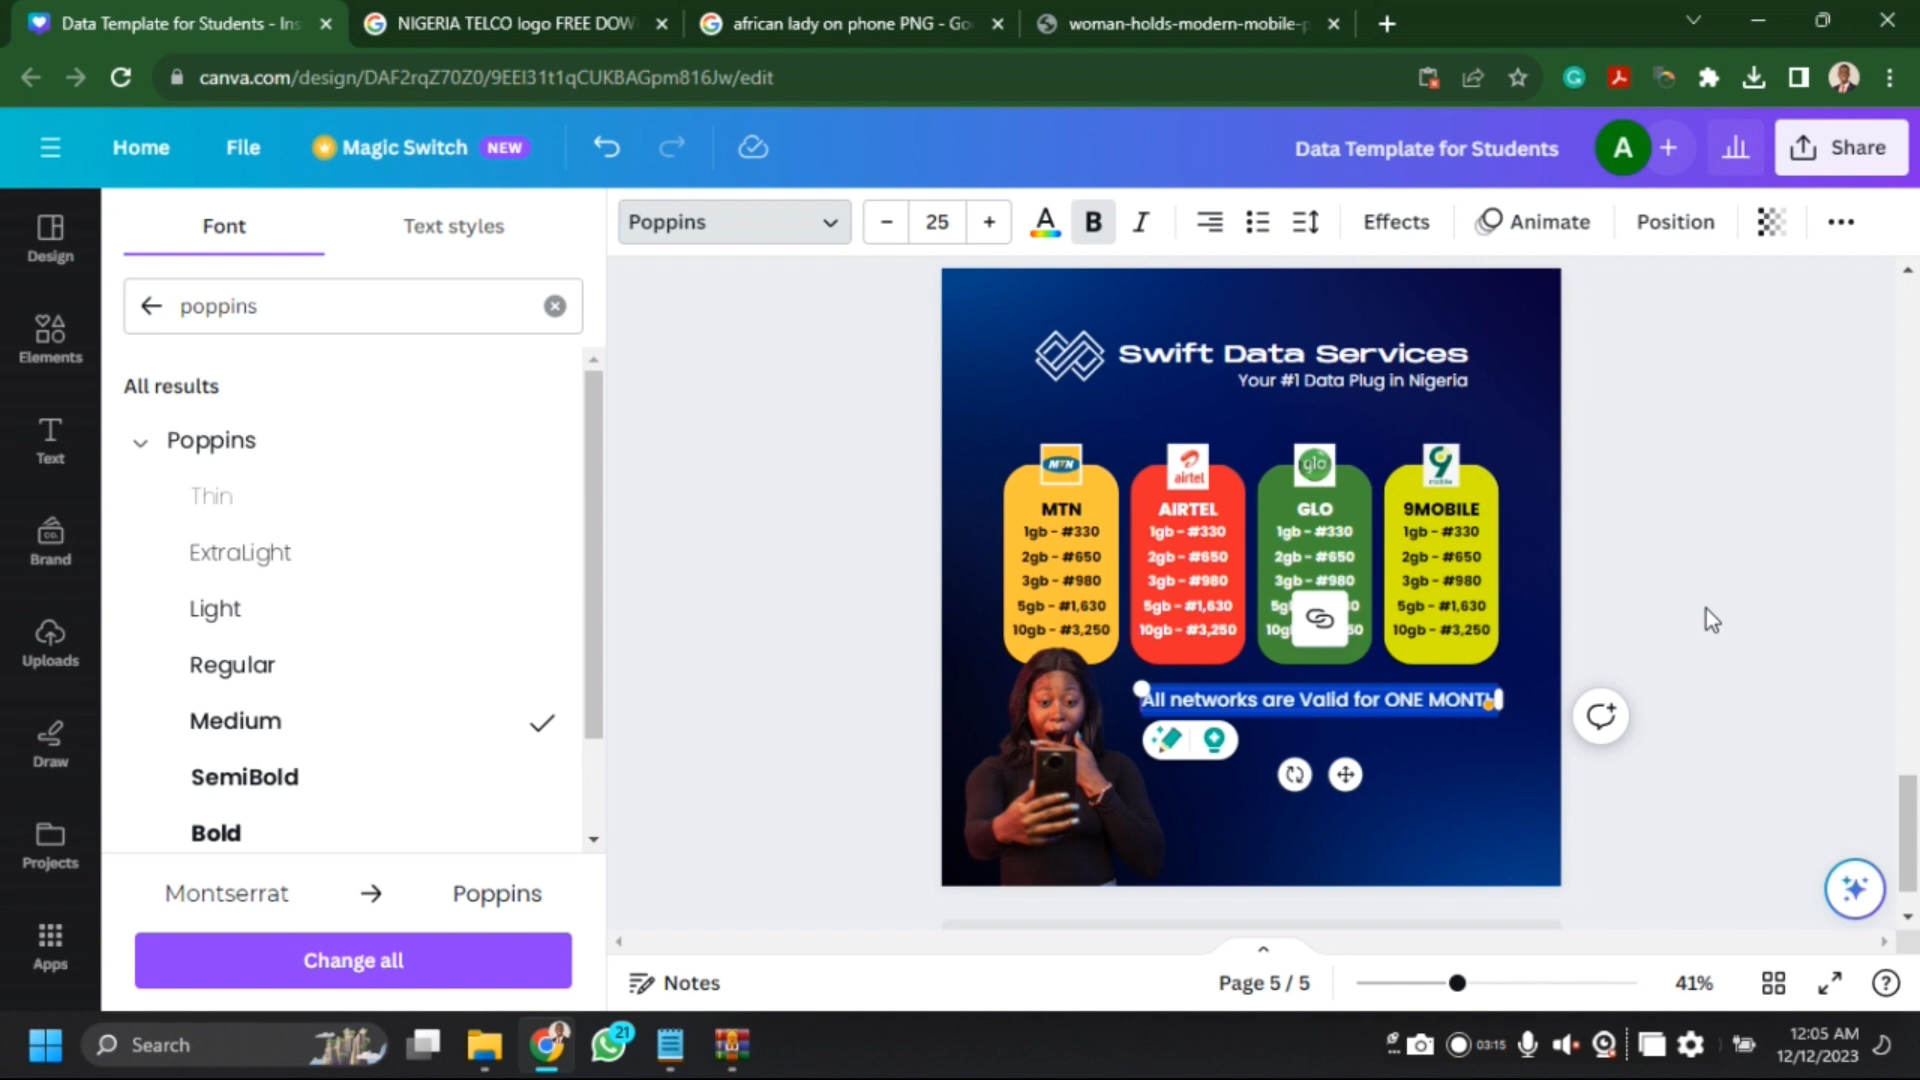 Data Template for Students - Ins
NIGERIA TELCO logo FREE DOW
african lady on phone PNG - Go
woman-holds-modern-mobile-p
canva.com/design/DAF2rqZ70Z0/9EEI31t1qCUKBAGpm816Jw/edit
Home
File
Magic Switch
NEW
Data Template for Students
A
Share
Design
Elements
Text
Brand
Uploads
Draw
Projects
Apps
Font
Text styles
poppins
All results
Poppins
Thin
ExtraLight
Light
Regular
Medium
SemiBold
Bold
Montserrat → Poppins
Change all
Poppins
25
A
B
I
Effects
Animate
Position
Swift Data Services
Your #1 Data Plug in Nigeria
MTN
MTN
1gb - #330
2gb - #650
3gb - #980
5gb - #1,630
10gb - #3,250
airtel
AIRTEL
1gb - #330
2gb - #650
3gb - #980
5gb - #1,630
10gb - #3,250
glo
GLO
1gb - #330
2gb - #650
3gb - #980
9
mobile
9MOBILE
1gb - #330
2gb - #650
3gb - #980
5gb - #1,630
10gb - #3,250
All networks are Valid for ONE MONTH
Notes
Page 5 / 5
41%
Search
21
03:15
12:05 AM
12/12/2023